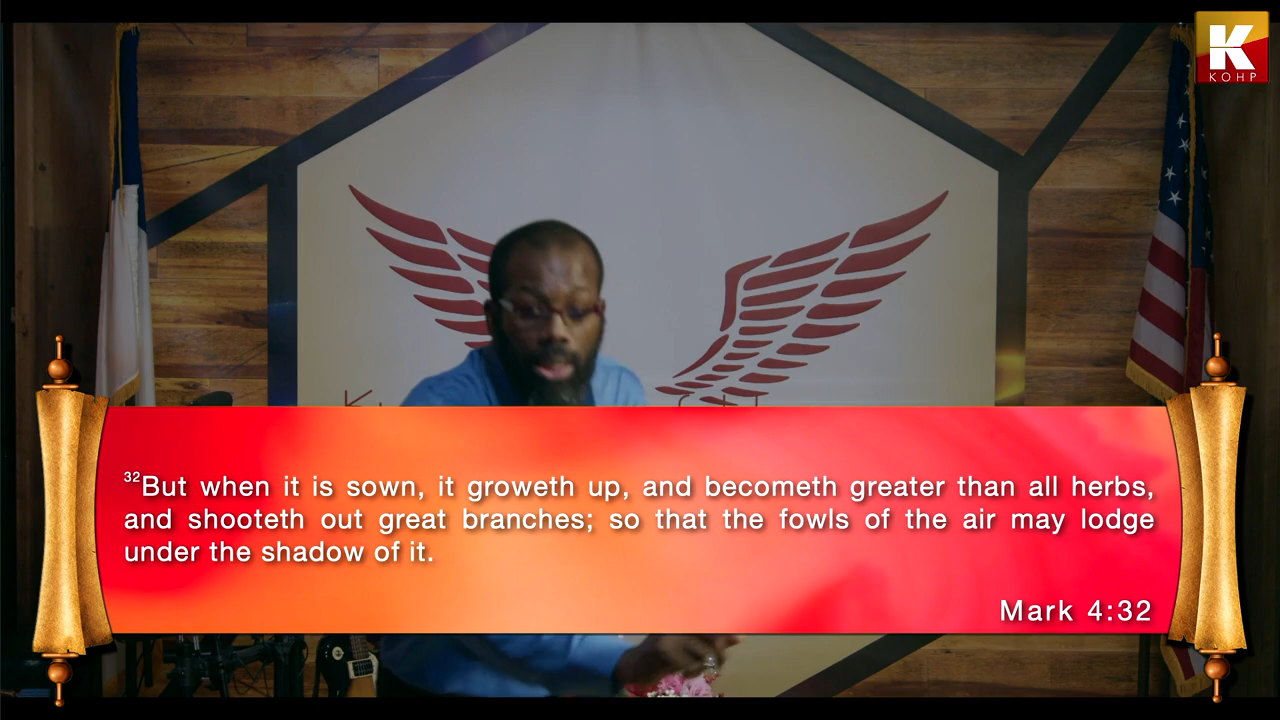 K
KOHP
³²But when it is sown, it groweth up, and becometh greater than all herbs,
and shooteth out great branches; so that the fowls of the air may lodge
under the shadow of it.
Mark 4:32